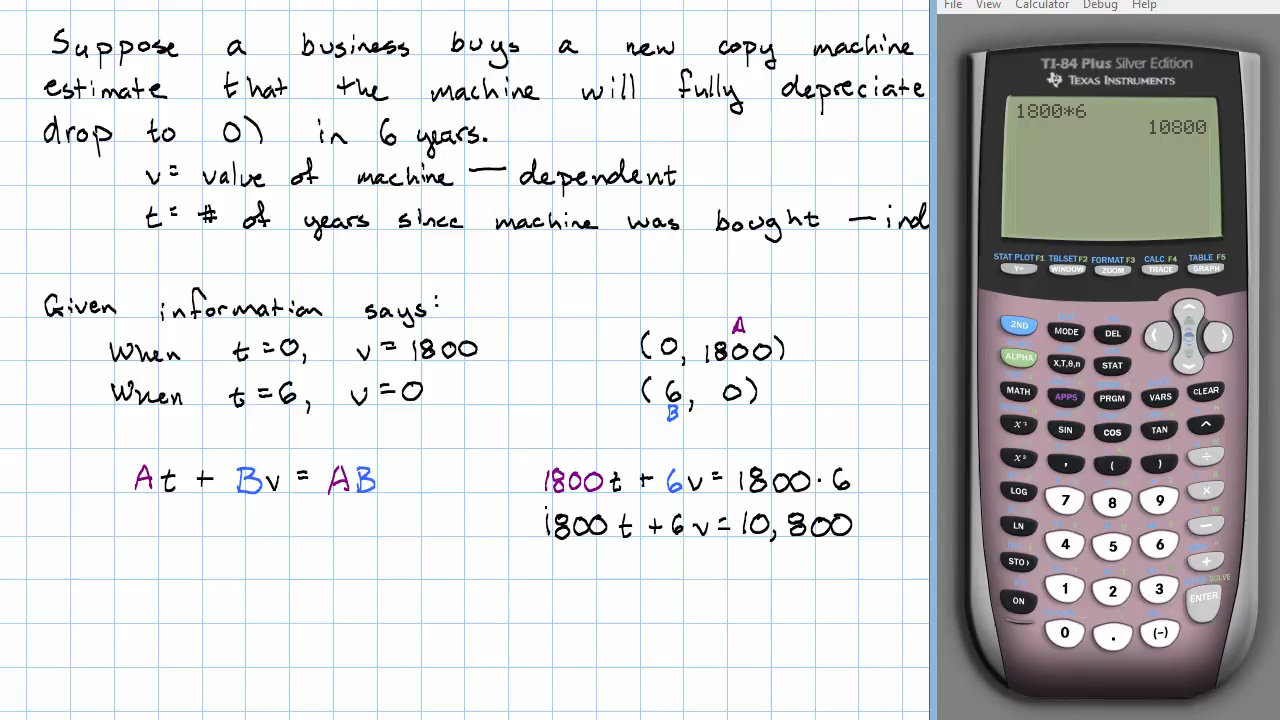 File View Calculator Debug Help
Suppose a business buys a new copy machine
estimate that the machine will fully depreciate
drop to 0) in 6 years.
v = value of machine — dependent
t = # of years since machine was bought — ind
Given information says:
When t = 0, v = 1800
When t = 6, v = 0
A
(0, 1800)
(6, 0)
B
At + Bv = AB
1800t + 6v = 1800 · 6
1800t + 6v = 10,800
TI-84 Plus Silver Edition
TEXAS INSTRUMENTS
1800*6
10800
STAT PLOT F1 TBLSET F2 FORMAT F3 CALC F4 TABLE F5
Y= WINDOW ZOOM TRACE GRAPH
2ND MODE DEL
ALPHA X,T,θ,n STAT
MATH APPS PRGM VARS CLEAR
x⁻¹ SIN COS TAN ^
x² , ( ) ÷
LOG 7 8 9 ×
LN 4 5 6 −
STO› 1 2 3 +
ON 0 . (-) ENTER